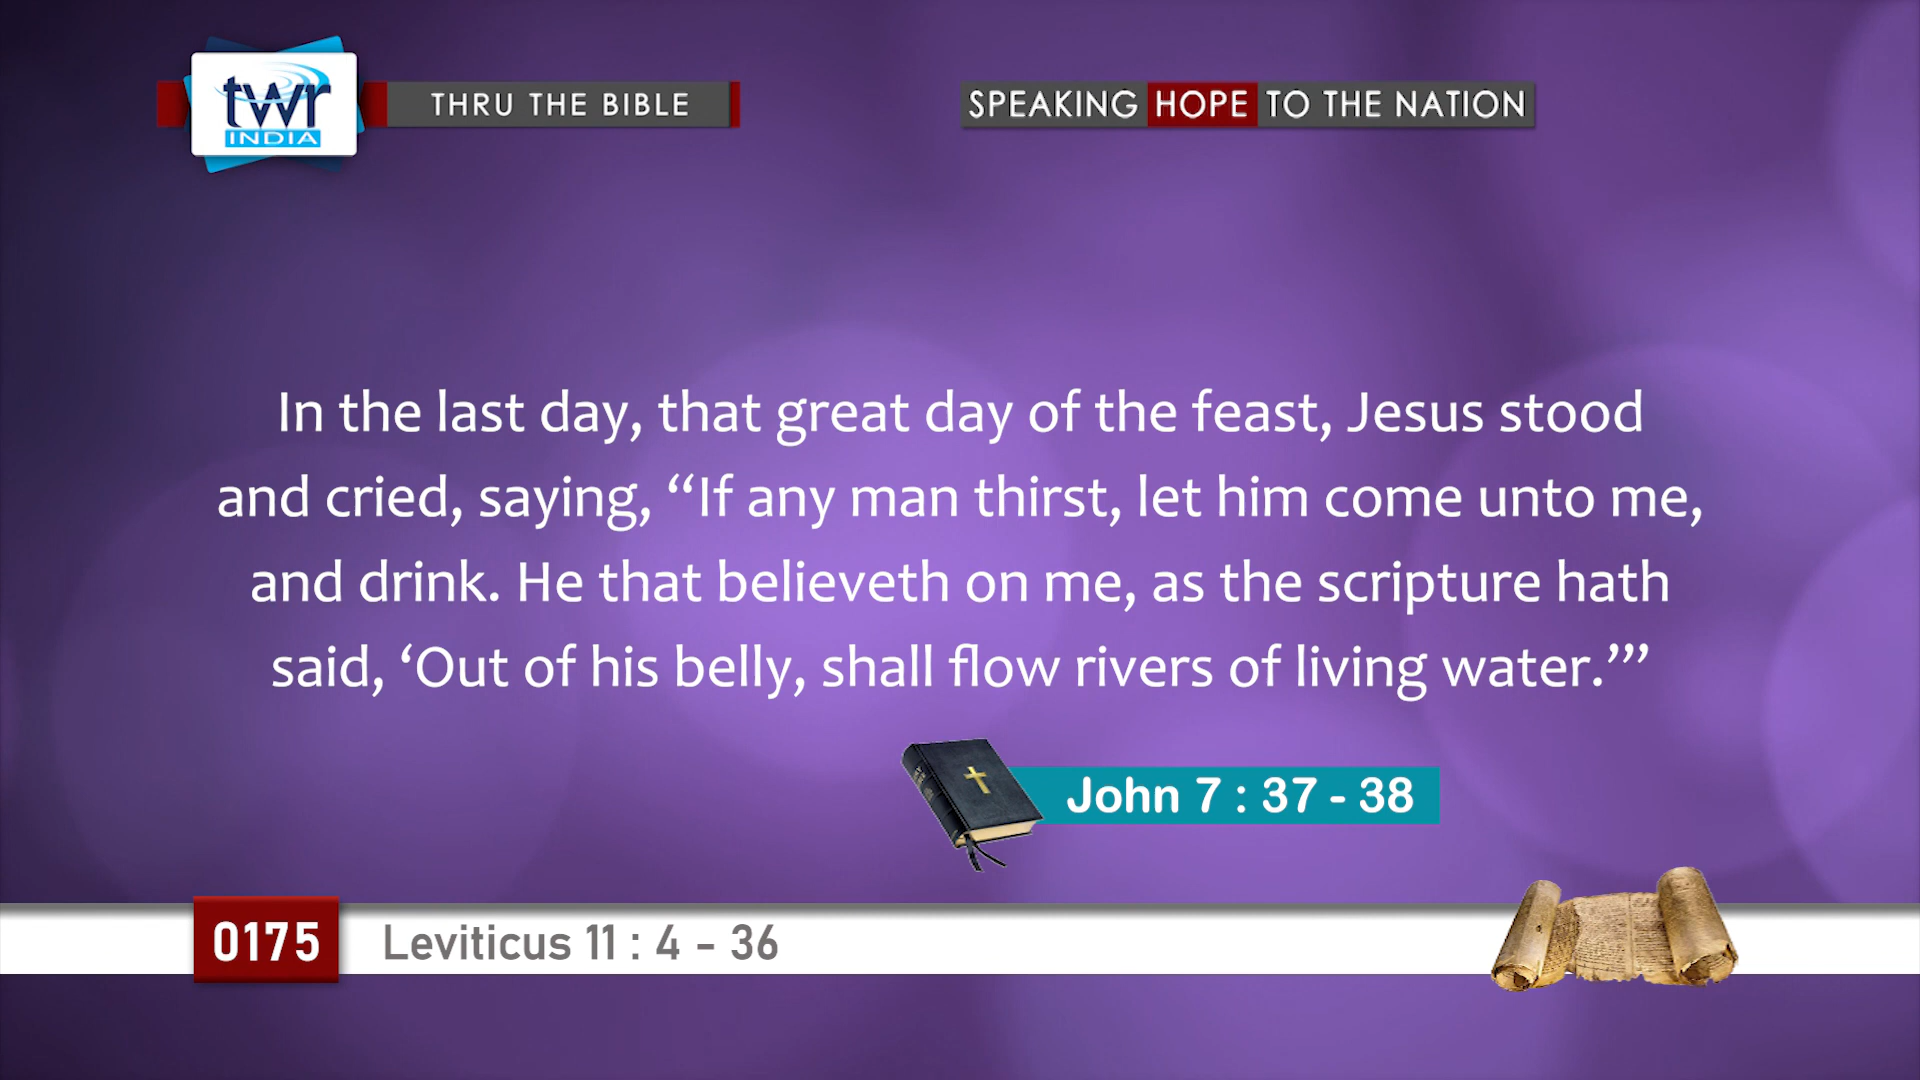 twr
INDIA
THRU THE BIBLE
SPEAKING HOPE TO THE NATION
In the last day, that great day of the feast, Jesus stood
and cried, saying, “If any man thirst, let him come unto me,
and drink. He that believeth on me, as the scripture hath
said, ‘Out of his belly, shall flow rivers of living water.’”
John 7 : 37 - 38
0175
Leviticus 11 : 4 - 36